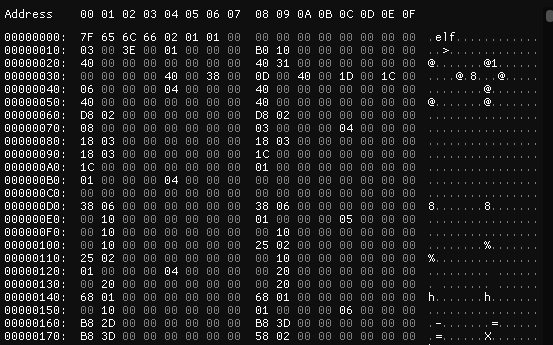 Address 00 01 02 03 04 05 06 07 08 09 0A 0B 0C 0D 0E 0F
00000000: 7F 65 6C 66 02 01 01 00 00 00 00 00 00 00 00 00 .elf............
00000010: 03 00 3E 00 01 00 00 00 B0 10 00 00 00 00 00 00 ..>.............
00000020: 40 00 00 00 00 00 00 00 40 31 00 00 00 00 00 00 @.......@1......
00000030: 00 00 00 00 40 00 38 00 0D 00 40 00 1D 00 1C 00 ....@.8...@.....
00000040: 06 00 00 00 04 00 00 00 40 00 00 00 00 00 00 00 ........@.......
00000050: 40 00 00 00 00 00 00 00 40 00 00 00 00 00 00 00 @.......@.......
00000060: D8 02 00 00 00 00 00 00 D8 02 00 00 00 00 00 00 ................
00000070: 08 00 00 00 00 00 00 00 03 00 00 00 04 00 00 00 ................
00000080: 18 03 00 00 00 00 00 00 18 03 00 00 00 00 00 00 ................
00000090: 18 03 00 00 00 00 00 00 1C 00 00 00 00 00 00 00 ................
000000A0: 1C 00 00 00 00 00 00 00 01 00 00 00 00 00 00 00 ................
000000B0: 01 00 00 00 04 00 00 00 00 00 00 00 00 00 00 00 ................
000000C0: 00 00 00 00 00 00 00 00 00 00 00 00 00 00 00 00 ................
000000D0: 38 06 00 00 00 00 00 00 38 06 00 00 00 00 00 00 8.......8.......
000000E0: 00 10 00 00 00 00 00 00 01 00 00 00 05 00 00 00 ................
000000F0: 00 10 00 00 00 00 00 00 00 10 00 00 00 00 00 00 ................
00000100: 00 10 00 00 00 00 00 00 25 02 00 00 00 00 00 00 ........%.......
00000110: 25 02 00 00 00 00 00 00 00 10 00 00 00 00 00 00 %...............
00000120: 01 00 00 00 04 00 00 00 00 20 00 00 00 00 00 00 ................
00000130: 00 20 00 00 00 00 00 00 00 20 00 00 00 00 00 00 ................
00000140: 68 01 00 00 00 00 00 00 68 01 00 00 00 00 00 00 h.......h.......
00000150: 00 10 00 00 00 00 00 00 01 00 00 00 06 00 00 00 ................
00000160: B8 2D 00 00 00 00 00 00 B8 3D 00 00 00 00 00 00 .-.......=......
00000170: B8 3D 00 00 00 00 00 00 58 02 00 00 00 00 00 00 .=......X.......